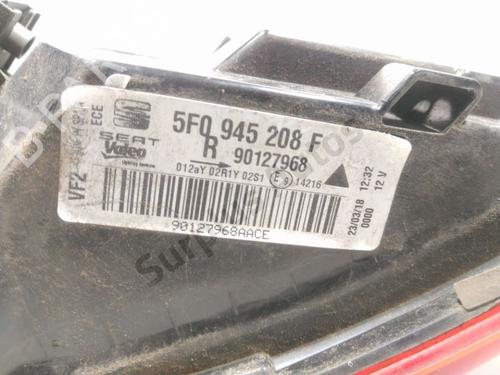 5F0 945 208 F
R 90127968
SEAT
Valeo
012aY 02R1Y 02S1 E9 14216
90127968AACE
ECE
VF2
23/03/18 12:32
0000 12 V